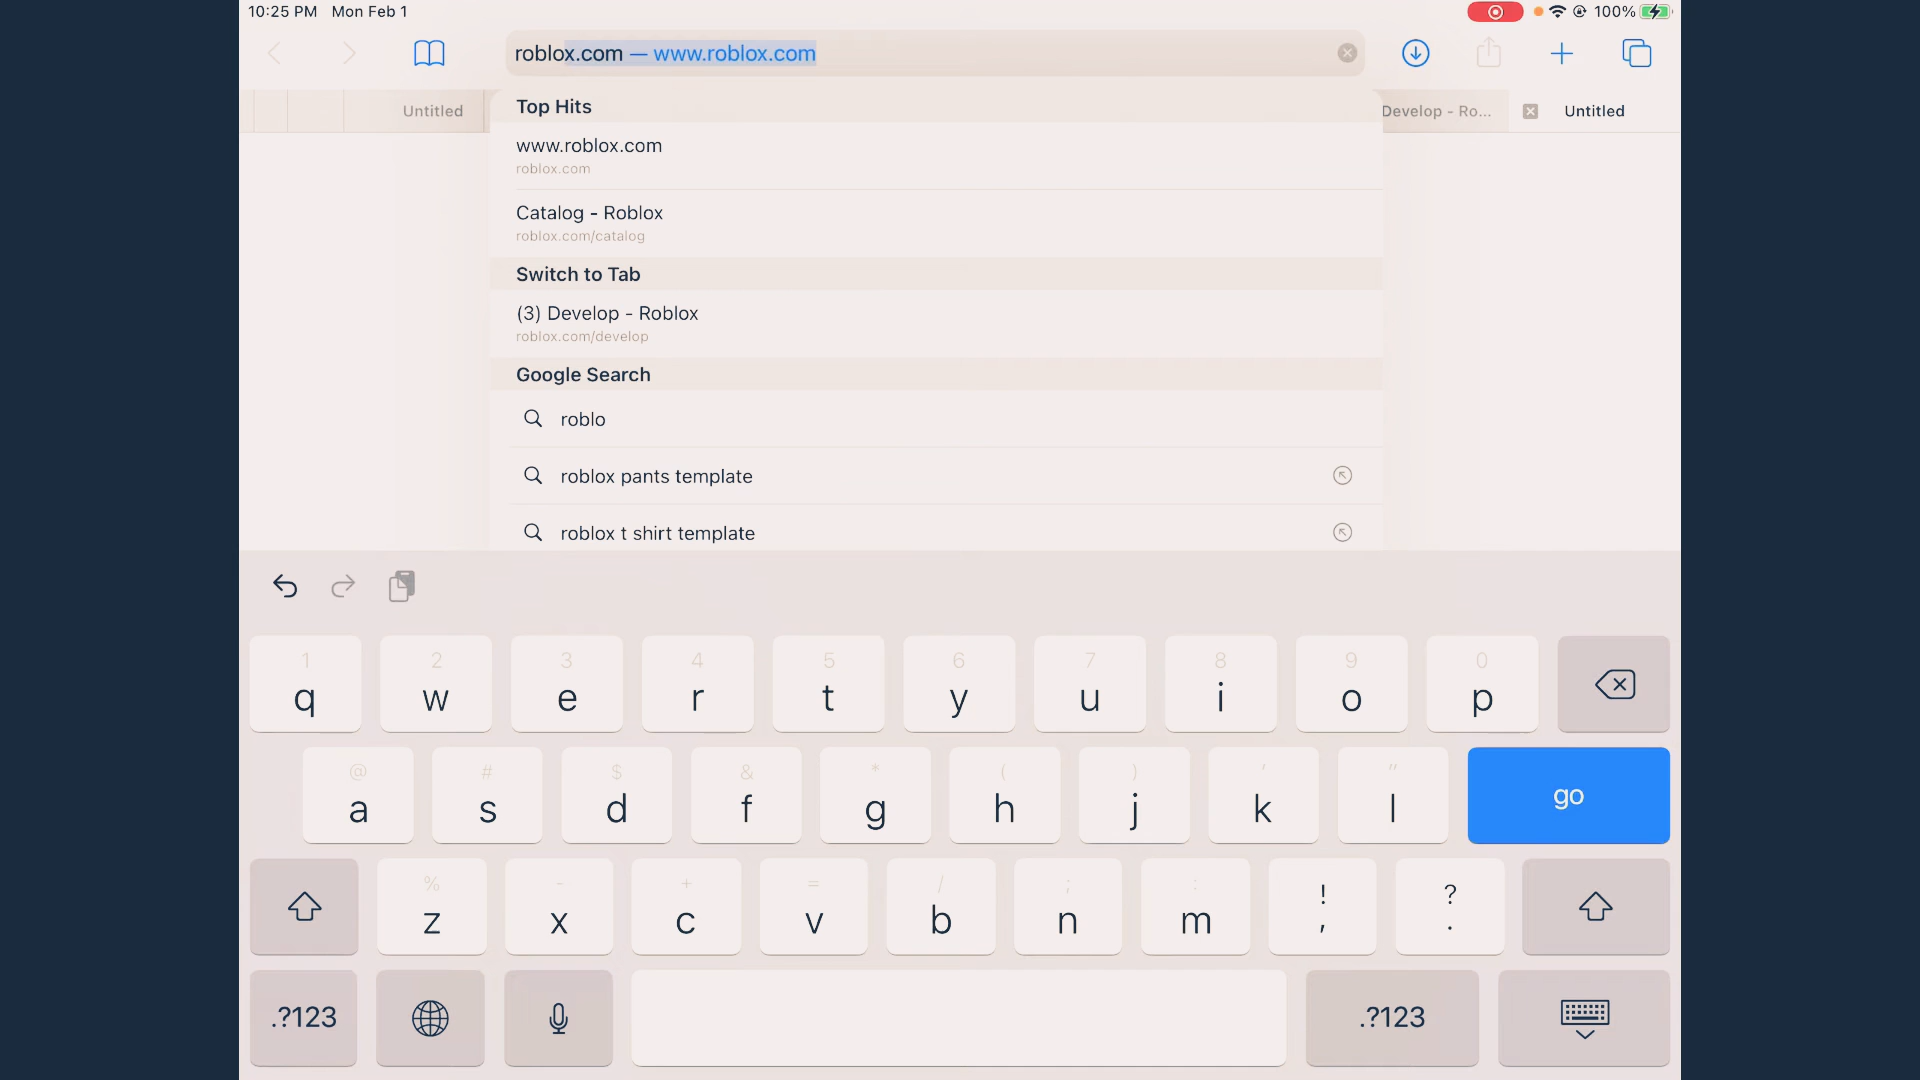 10:25 PM Mon Feb 1
100%
roblox.com — www.roblox.com
Untitled
Develop - Ro...
Untitled
Top Hits
www.roblox.com
roblox.com
Catalog - Roblox
roblox.com/catalog
Switch to Tab
(3) Develop - Roblox
roblox.com/develop
Google Search
roblo
roblox pants template
roblox t shirt template
1 2 3 4 5 6 7 8 9 0
q w e r t y u i o p
@ # $ & * ( ) ' "
a s d f g h j k l go
% - + = / ; : ! ?
z x c v b n m , .
.?123 .?123